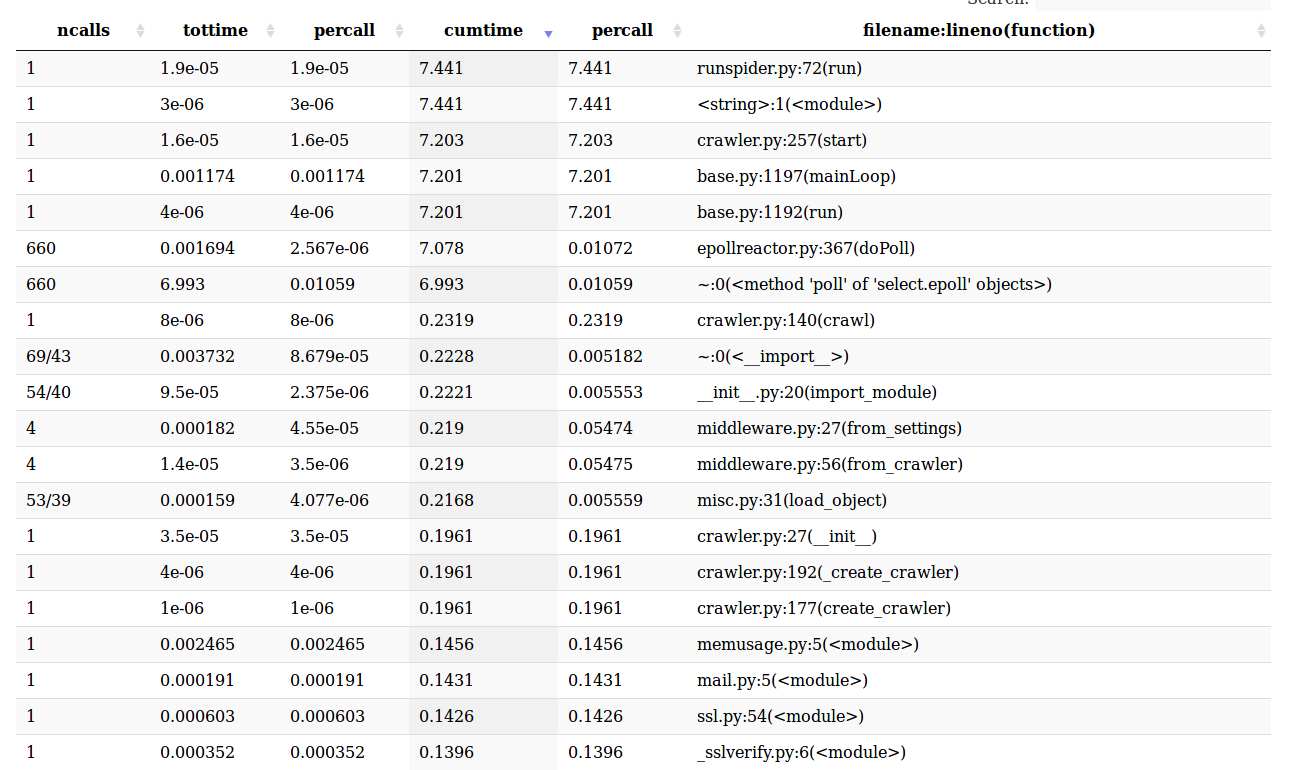 Search:
ncalls tottime percall cumtime percall filename:lineno(function)
1 1.9e-05 1.9e-05 7.441 7.441 runspider.py:72(run)
1 3e-06 3e-06 7.441 7.441 <string>:1(<module>)
1 1.6e-05 1.6e-05 7.203 7.203 crawler.py:257(start)
1 0.001174 0.001174 7.201 7.201 base.py:1197(mainLoop)
1 4e-06 4e-06 7.201 7.201 base.py:1192(run)
660 0.001694 2.567e-06 7.078 0.01072 epollreactor.py:367(doPoll)
660 6.993 0.01059 6.993 0.01059 ~:0(<method 'poll' of 'select.epoll' objects>)
1 8e-06 8e-06 0.2319 0.2319 crawler.py:140(crawl)
69/43 0.003732 8.679e-05 0.2228 0.005182 ~:0(<__import__>)
54/40 9.5e-05 2.375e-06 0.2221 0.005553 __init__.py:20(import_module)
4 0.000182 4.55e-05 0.219 0.05474 middleware.py:27(from_settings)
4 1.4e-05 3.5e-06 0.219 0.05475 middleware.py:56(from_crawler)
53/39 0.000159 4.077e-06 0.2168 0.005559 misc.py:31(load_object)
1 3.5e-05 3.5e-05 0.1961 0.1961 crawler.py:27(__init__)
1 4e-06 4e-06 0.1961 0.1961 crawler.py:192(_create_crawler)
1 1e-06 1e-06 0.1961 0.1961 crawler.py:177(create_crawler)
1 0.002465 0.002465 0.1456 0.1456 memusage.py:5(<module>)
1 0.000191 0.000191 0.1431 0.1431 mail.py:5(<module>)
1 0.000603 0.000603 0.1426 0.1426 ssl.py:54(<module>)
1 0.000352 0.000352 0.1396 0.1396 _sslverify.py:6(<module>)